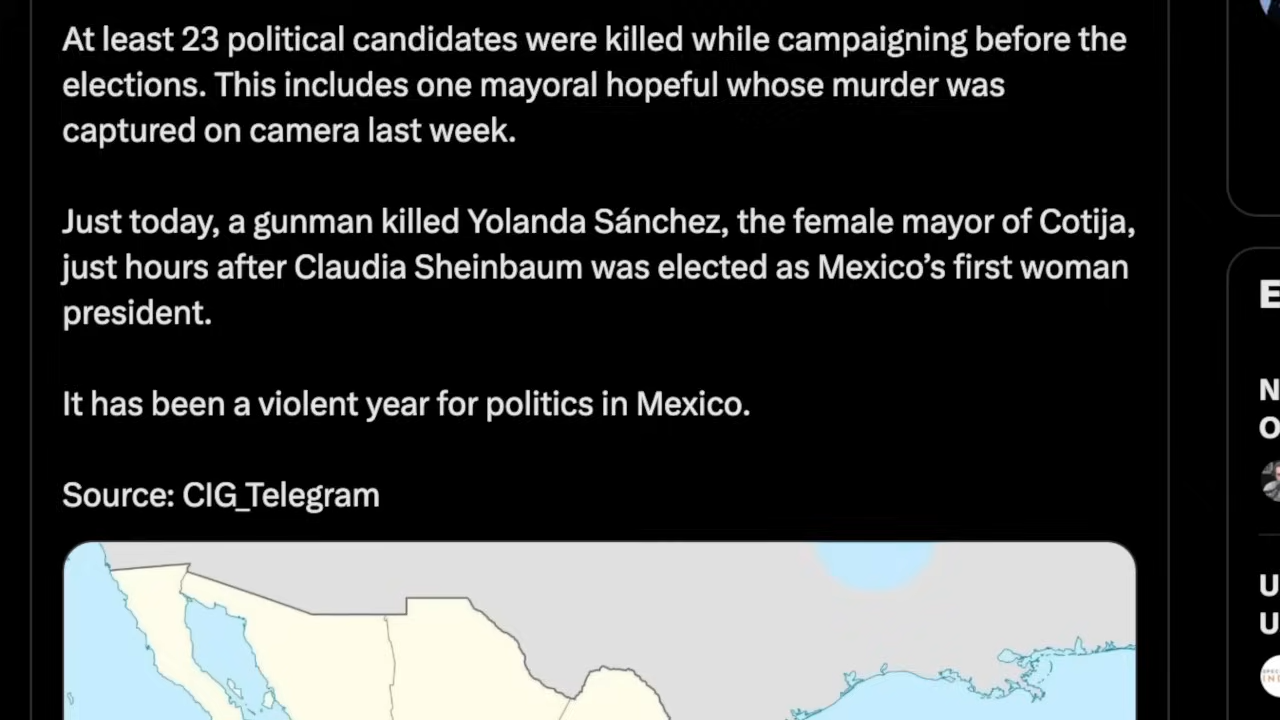 At least 23 political candidates were killed while campaigning before the
elections. This includes one mayoral hopeful whose murder was
captured on camera last week.
Just today, a gunman killed Yolanda Sánchez, the female mayor of Cotija,
just hours after Claudia Sheinbaum was elected as Mexico’s first woman
president.
It has been a violent year for politics in Mexico.
Source: CIG_Telegram